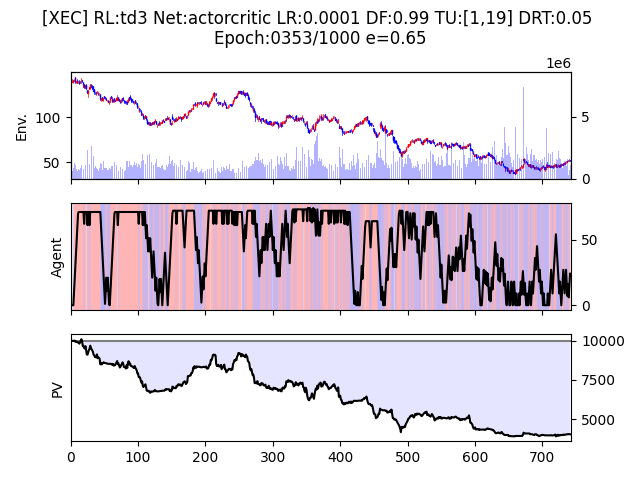 [XEC] RL:td3 Net:actorcritic LR:0.0001 DF:0.99 TU:[1,19] DRT:0.05
Epoch:0353/1000 e=0.65
1e6
Env.
100
50
5
0
Agent
50
0
PV
10000
7500
5000
0 100 200 300 400 500 600 700